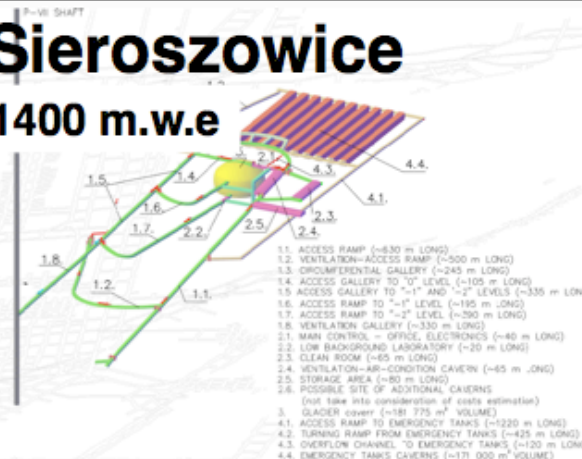 P-VII SHAFT
Sieroszowice
1400 m.w.e
1.5.
1.4.
2.1.
4.3.
4.4.
4.1.
1.6.
1.7.
2.2.
2.5.
2.3.
2.4.
1.8.
1.2.
1.1.
1.1. ACCESS RAMP (~630 m LONG)
1.2. VENTILATION-ACCESS RAMP (~500 m LONG)
1.3. CIRCUMFERENTIAL GALLERY (~245 m LONG)
1.4. ACCESS GALLERY TO "0" LEVEL (~105 m LONG)
1.5 ACCESS GALLERY TO "-1" AND "-2" LEVELS (~335 m LON
1.6. ACCESS RAMP TO "-1" LEVEL (~195 m LONG)
1.7. ACCESS RAMP TO "-2" LEVEL (~390 m LONG)
1.8. VENTILATION GALLERY (~330 m LONG)
2.1. MAIN CONTROL - OFFICE, ELECTRONICS (~40 m LONG)
2.2. LOW BACKGROUND LABORATORY (~20 m LONG)
2.3. CLEAN ROOM (~65 m LONG)
2.4. VENTILATION-AIR-CONDITION CAVERN (~65 m LONG)
2.5. STORAGE AREA (~80 m LONG)
2.6. POSSIBLE SITE OF ADDITIONAL CAVERNS
(not take into consideration of costs estimation)
3. GLACIER cavern (~181 775 m³ VOLUME)
4.1. ACCESS RAMP TO EMERGENCY TANKS (~1220 m LONG)
4.2. TURNING RAMP FROM EMERGENCY TANKS (~425 m LONG)
4.3. OVERFLOW CHANNEL TO EMERGENCY TANKS (~120 m LONG
4.4. EMERGENCY TANKS CAVERNS (~171 000 m³ VOLUME)